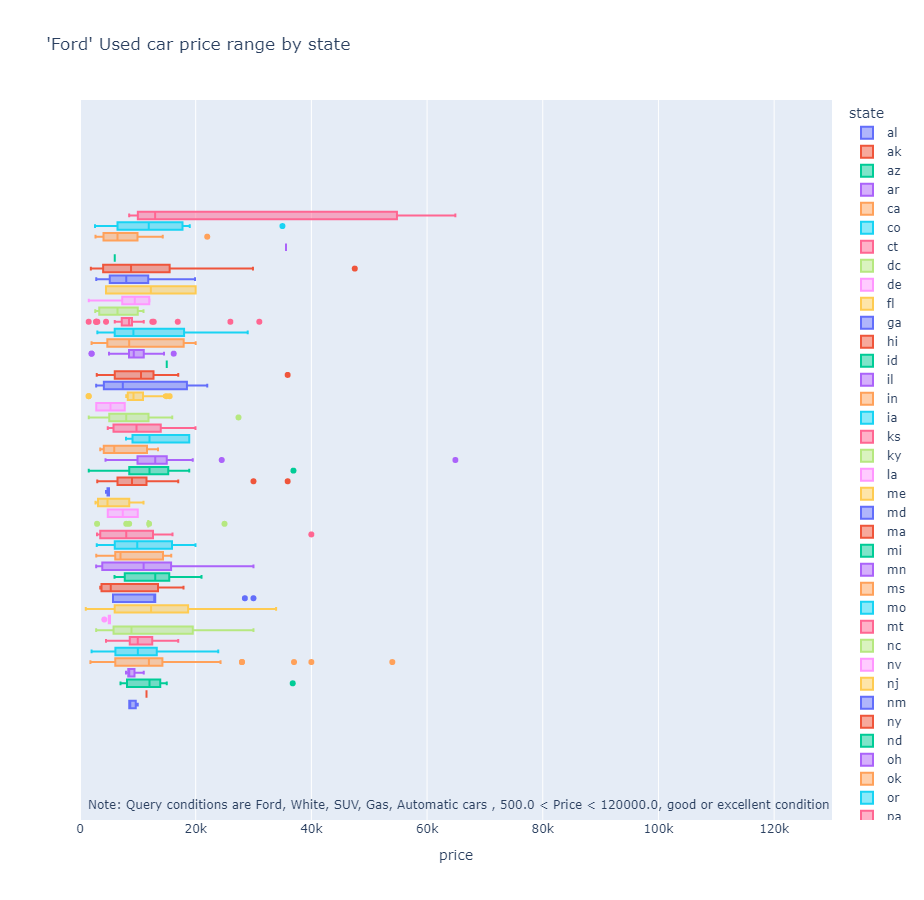 'Ford' Used car price range by state
state
al
ak
az
ar
ca
co
ct
dc
de
fl
ga
hi
id
il
in
ia
ks
ky
la
me
md
ma
mi
mn
ms
mo
mt
nc
nv
nj
nm
ny
nd
oh
ok
or
pa
Note: Query conditions are Ford, White, SUV, Gas, Automatic cars , 500.0 < Price < 120000.0, good or excellent condition
0 20k 40k 60k 80k 100k 120k
price